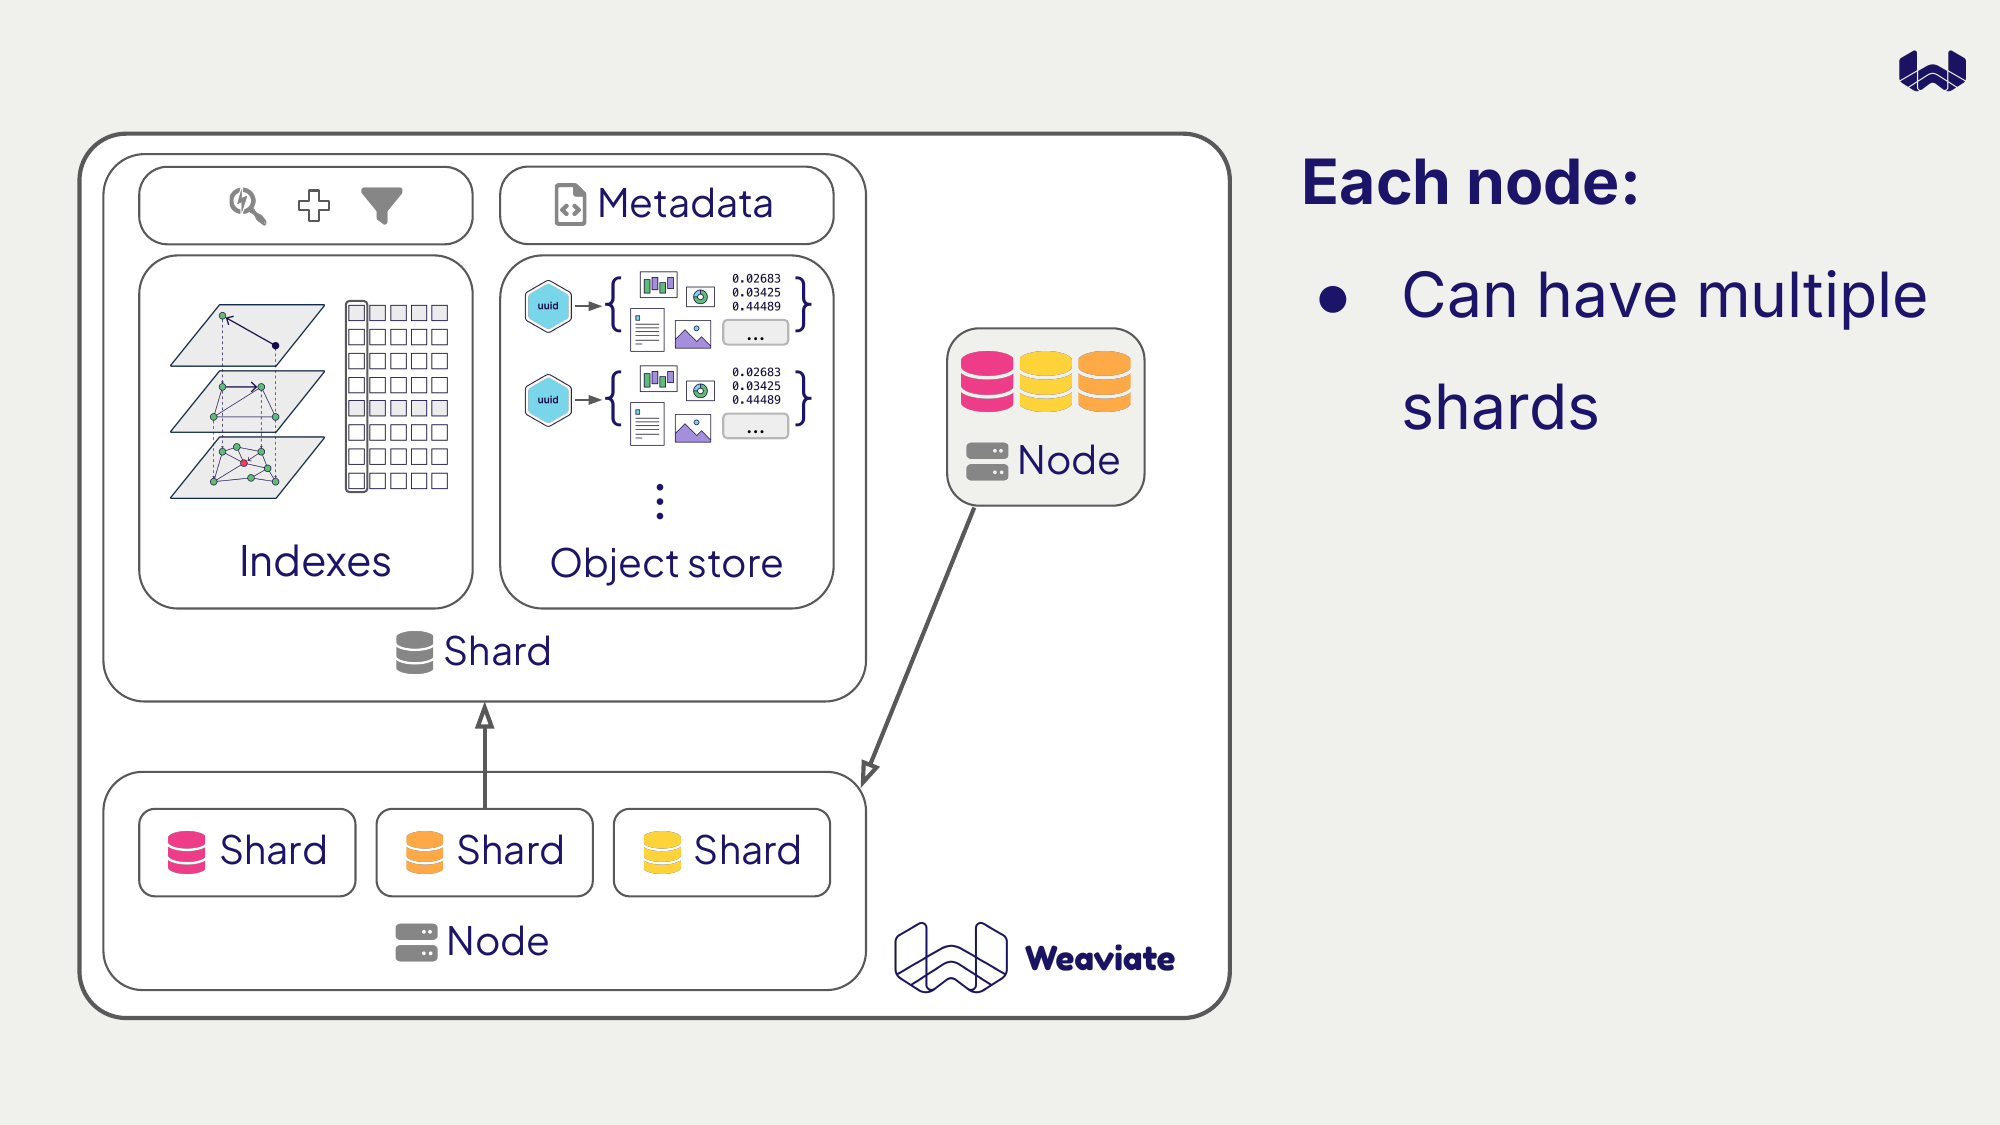 Each node:
● Can have multiple
shards
Metadata
Indexes
uuid
0.02683
0.03425
0.44489
...
uuid
0.02683
0.03425
0.44489
...
Object store
Shard
Node
Shard
Shard
Shard
Node
Weaviate